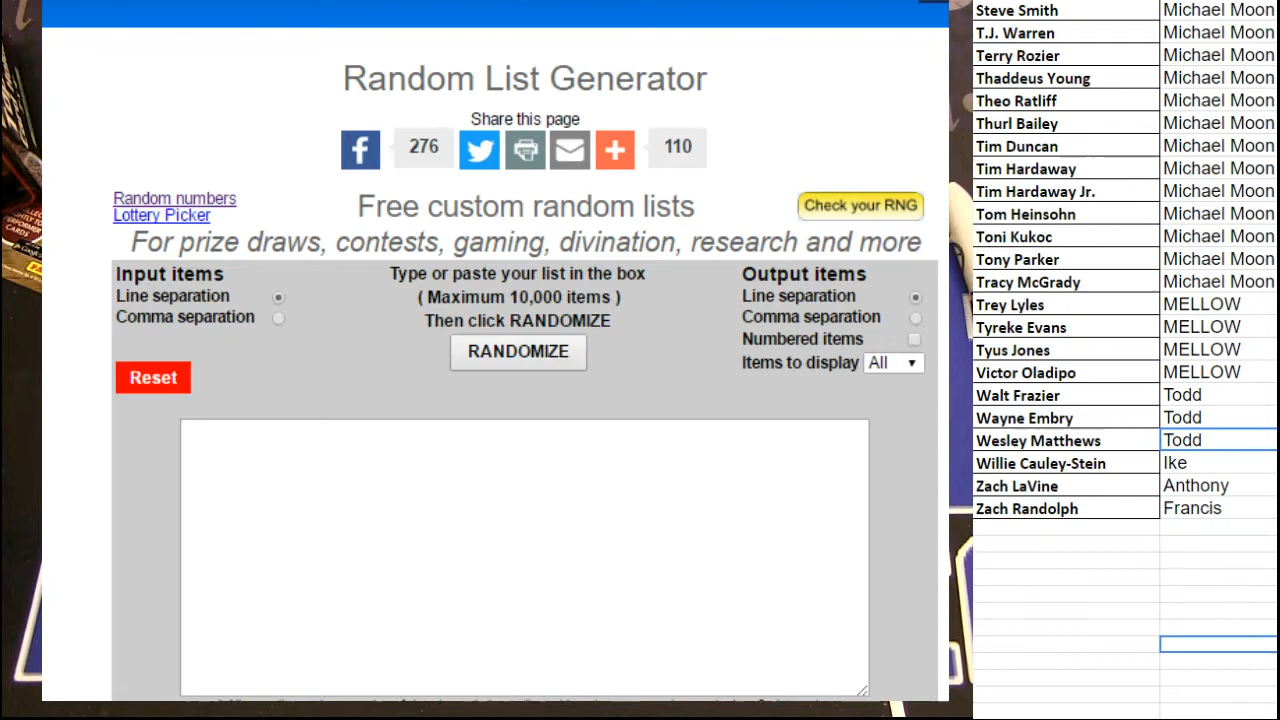 Random List Generator
Share this page
276
110
Random numbers
Lottery Picker
Free custom random lists
Check your RNG
For prize draws, contests, gaming, divination, research and more
Input items
Line separation
Comma separation
Type or paste your list in the box
( Maximum 10,000 items )
Then click RANDOMIZE
RANDOMIZE
Output items
Line separation
Comma separation
Numbered items
Items to display All
Reset
Steve Smith Michael Moon
T.J. Warren Michael Moon
Terry Rozier Michael Moon
Thaddeus Young Michael Moon
Theo Ratliff Michael Moon
Thurl Bailey Michael Moon
Tim Duncan Michael Moon
Tim Hardaway Michael Moon
Tim Hardaway Jr. Michael Moon
Tom Heinsohn Michael Moon
Toni Kukoc Michael Moon
Tony Parker Michael Moon
Tracy McGrady Michael Moon
Trey Lyles MELLOW
Tyreke Evans MELLOW
Tyus Jones MELLOW
Victor Oladipo MELLOW
Walt Frazier Todd
Wayne Embry Todd
Wesley Matthews Todd
Willie Cauley-Stein Ike
Zach LaVine Anthony
Zach Randolph Francis